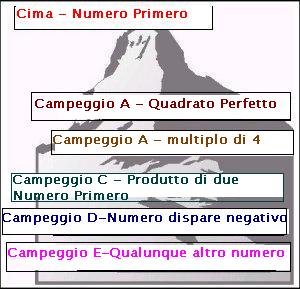 Cima - Numero Primero
Campeggio A - Quadrato Perfetto
Campeggio A - multiplo di 4
Campeggio C - Produtto di due
Numero Primero
Campeggio D-Numero dispare negativo
Campeggio E-Qualunque altro numero